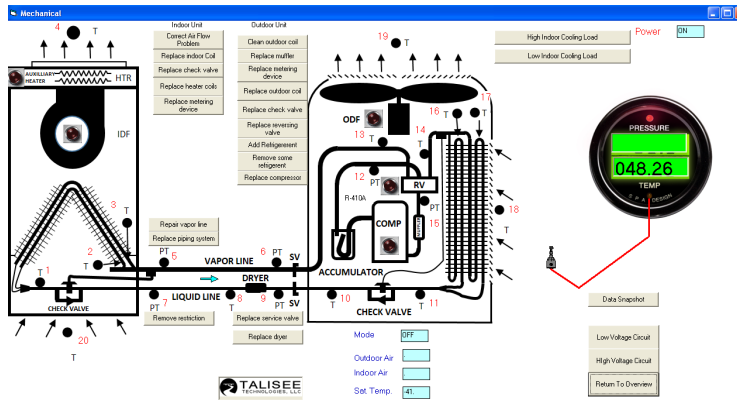 Mechanical
Indoor Unit
Outdoor Unit
Correct Air Flow
Problem
Replace indoor Coil
Replace check valve
Replace heater coils
Replace metering
device
Clean outdoor coil
Replace muffler
Replace metering
device
Replace outdoor coil
Replace check valve
Replace reversing
valve
Add Refrigererent
Remove some
refrigerent
Replace compressor
High Indoor Cooling Load
Low Indoor Cooling Load
Power
ON
4
T
19
T
AUXILLIARY
HEATER
HTR
IDF
ODF
13
T
14
T
16
T
17
T
12
PT
R-410A
RV
PT
15
COMP
ACCUMULATOR
18
T
PRESSURE
048.26
TEMP
S P A DESIGN
3
T
2
T
1
T
Repair vapor line
Replace piping system
PT
5
VAPOR LINE
6
PT
SV
DRYER
LIQUID LINE
SV
PT
7
8
T
9
PT
10
T
11
T
CHECK VALVE
CHECK VALVE
20
T
Remove restriction
Replace service valve
Replace dryer
Mode
OFF
Outdoor Air
Indoor Air
Sat. Temp.
-41.
TALISEE
TECHNOLOGIES, LLC
Data Snapshot
Low Voltage Circuit
HIgh Voltage Circuit
Return To Overview